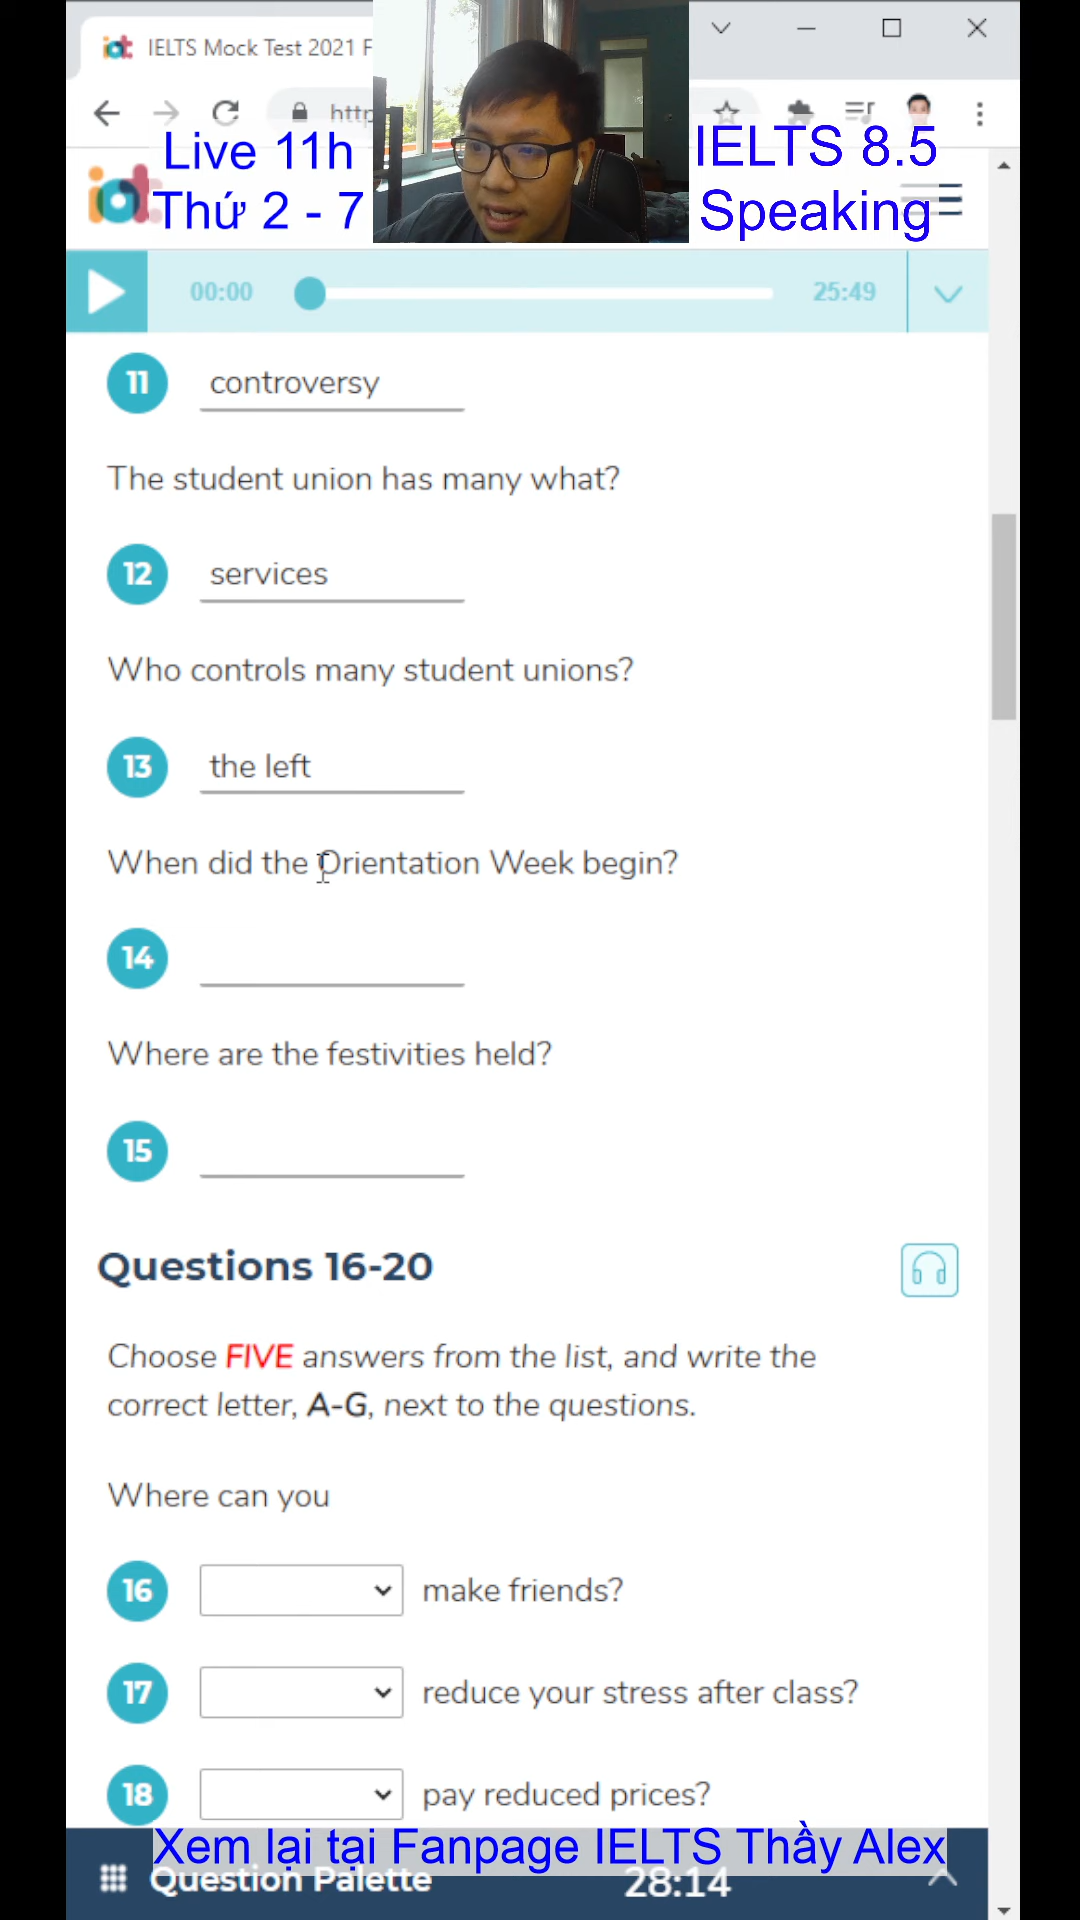 IELTS Mock Test 2021 F
http
Live 11h
Thứ 2 - 7
IELTS 8.5
Speaking
iot
00:00
25:49
11 controversy
The student union has many what?
12 services
Who controls many student unions?
13 the left
When did the Orientation Week begin?
14
Where are the festivities held?
15
Questions 16-20
Choose FIVE answers from the list, and write the
correct letter, A-G, next to the questions.
Where can you
16 make friends?
17 reduce your stress after class?
18 pay reduced prices?
Xem lại tại Fanpage IELTS Thầy Alex
Question Palette
28:14